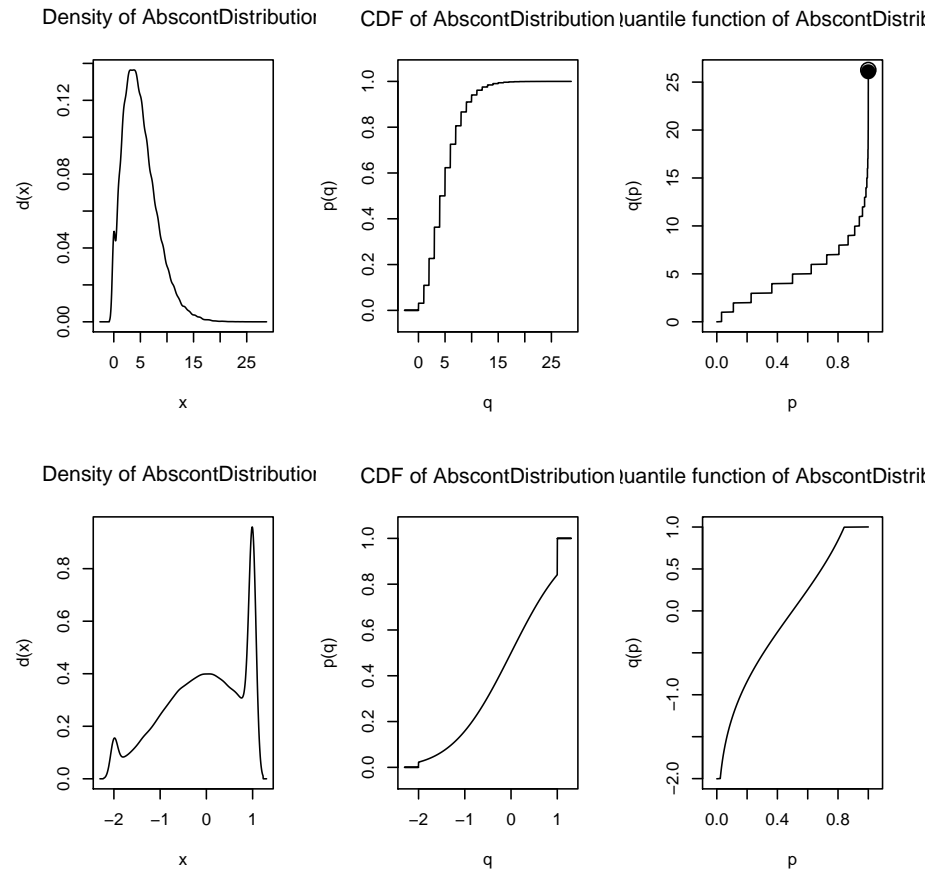 Density of AbscontDistribution
CDF of AbscontDistribution
quantile function of AbscontDistrib
d(x)
0.00 0.04 0.08 0.12
0 5 15 25
x
p(q)
0.0 0.2 0.4 0.6 0.8 1.0
0 5 15 25
q
q(p)
0 5 10 15 20 25
0.0 0.4 0.8
p
Density of AbscontDistribution
CDF of AbscontDistribution
quantile function of AbscontDistrib
d(x)
0.0 0.2 0.4 0.6 0.8
−2 −1 0 1
x
p(q)
0.0 0.2 0.4 0.6 0.8 1.0
−2 −1 0 1
q
q(p)
−2.0 −1.0 0.0 0.5 1.0
0.0 0.4 0.8
p